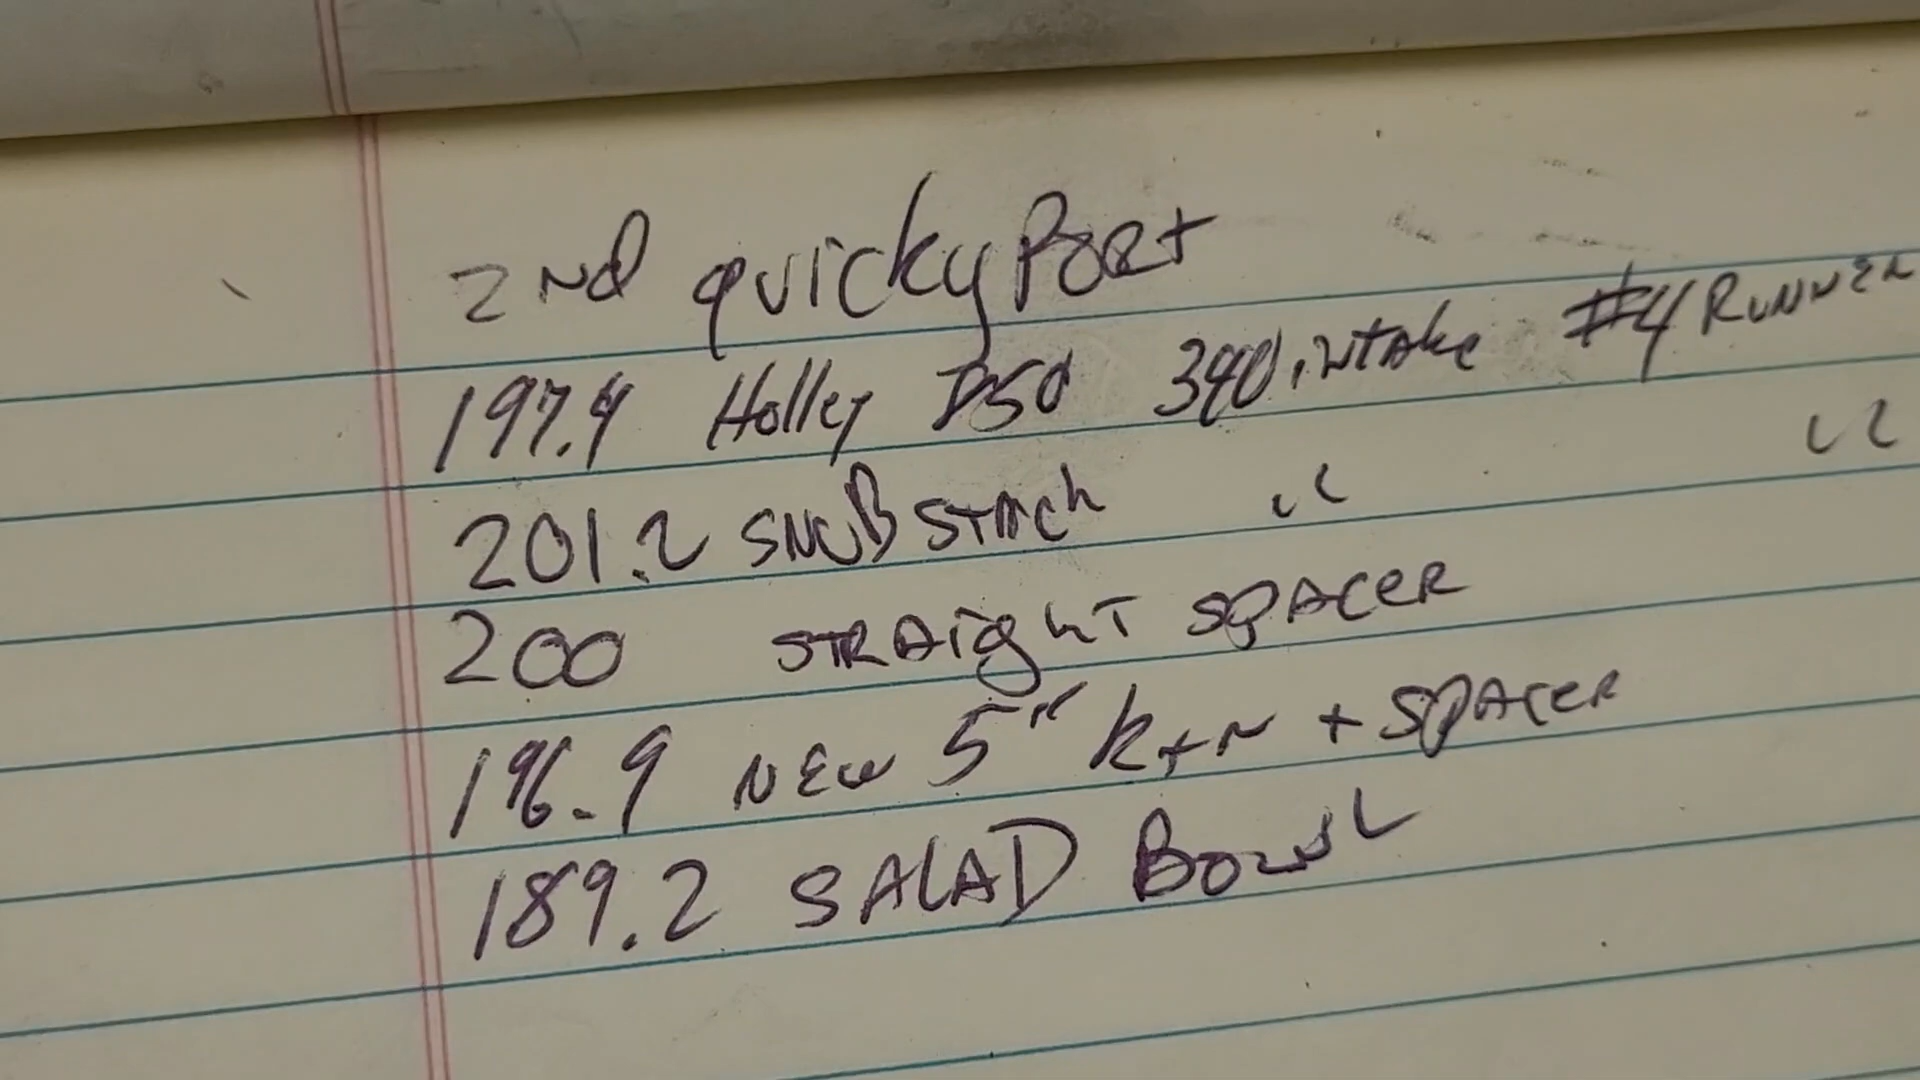 2ND quicky PORT
197.4 Holley 350 340 iNtAke #4 RUNNER
201.2 SNUB STACK " "
200 STRAighT SPACER
196.9 NEW 5" k+N + SPACER
189.2 SALAD BOWL